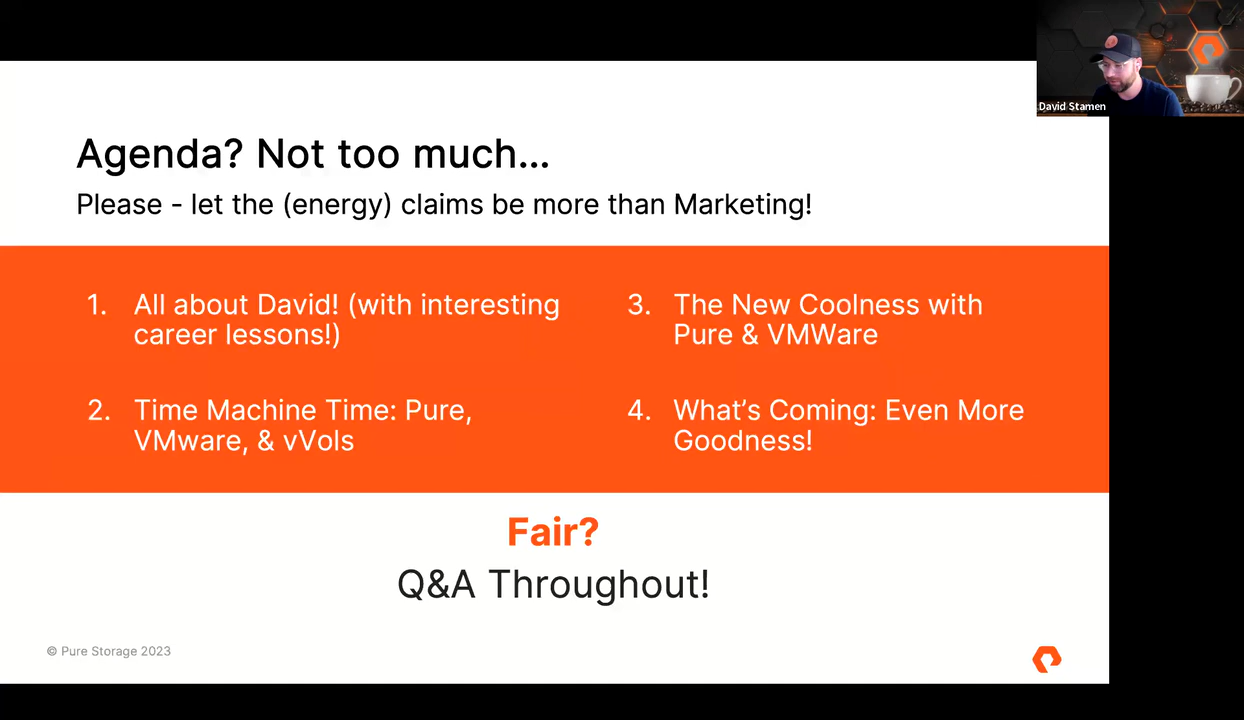 David Stamen
Agenda? Not too much...
Please - let the (energy) claims be more than Marketing!
1. All about David! (with interesting
career lessons!)
2. Time Machine Time: Pure,
VMware, & vVols
3. The New Coolness with
Pure & VMWare
4. What's Coming: Even More
Goodness!
Fair?
Q&A Throughout!
© Pure Storage 2023